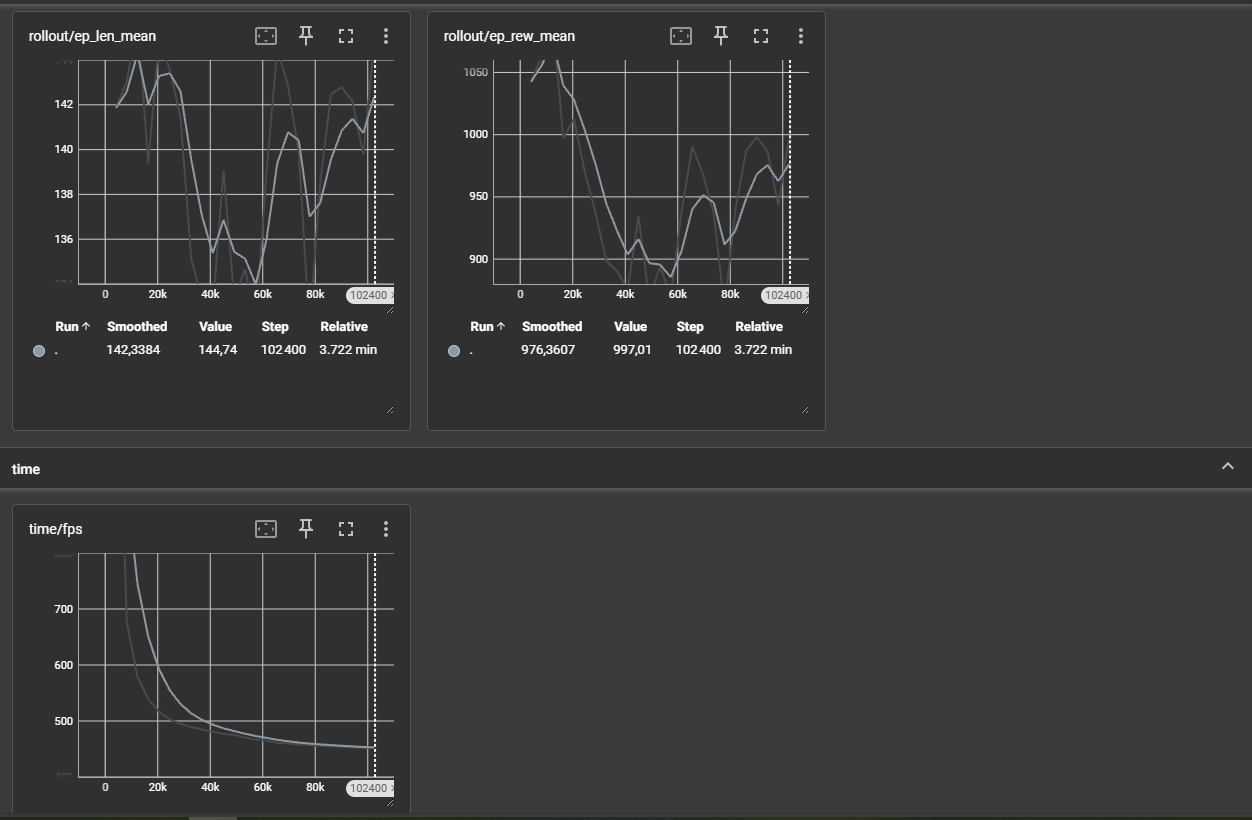 rollout/ep_len_mean
142
140
138
136
0 20k 40k 60k 80k 102400
Run ↑ Smoothed Value Step Relative
. 142,3384 144,74 102 400 3.722 min
rollout/ep_rew_mean
1050
1000
950
900
0 20k 40k 60k 80k 102400
Run ↑ Smoothed Value Step Relative
. 976,3607 997,01 102 400 3.722 min
time
time/fps
700
600
500
0 20k 40k 60k 80k 102400